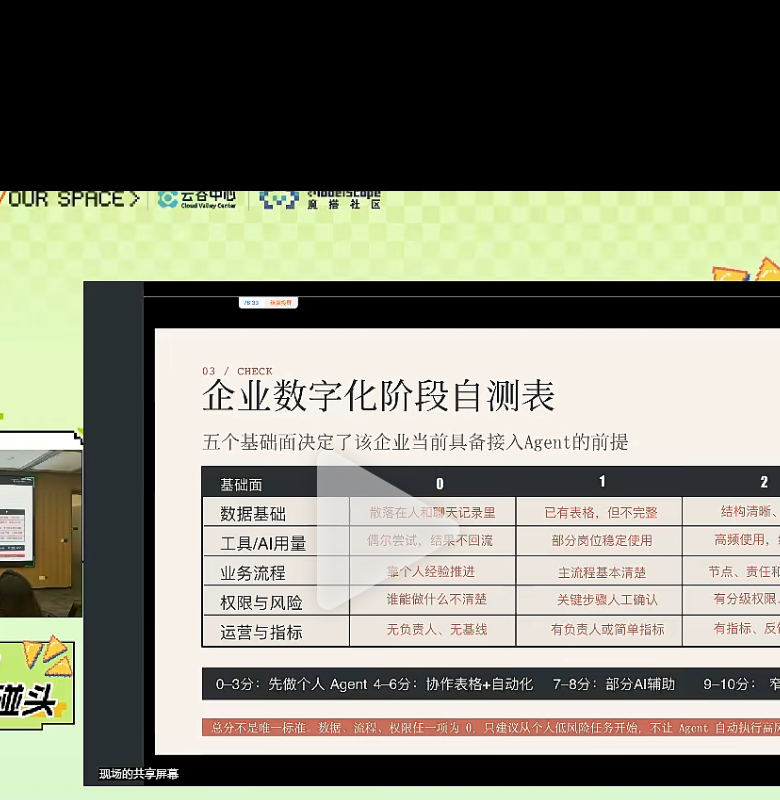 OUR SPACE
云谷中心
Cloud Valley Center
ModelScope
魔搭社区
03 / CHECK
企业数字化阶段自测表
五个基础面决定了该企业当前具备接入Agent的前提
基础面 0 1 2
数据基础 散落在人和聊天记录里 已有表格，但不完整 结构清晰、
工具/AI用量 偶尔尝试，结果不回流 部分岗位稳定使用 高频使用，
业务流程 靠个人经验推进 主流程基本清楚 节点、责任和
权限与风险 谁能做什么不清楚 关键步骤人工确认 有分级权限、
运营与指标 无负责人、无基线 有负责人或简单指标 有指标、反
0–3分：先做个人 Agent 4–6分：协作表格+自动化 7–8分：部分AI辅助 9–10分：窄
总分不是唯一标准。数据、流程、权限任一项为 0，只建议从个人低风险任务开始，不让 Agent 自动执行高风
碰头
现场的共享屏幕